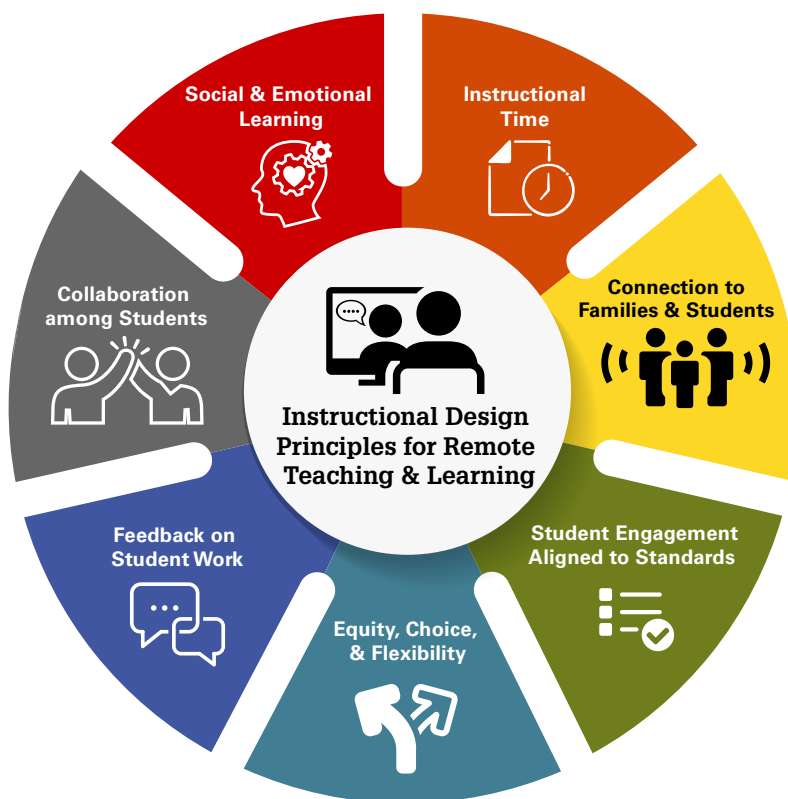 Social & Emotional
Learning
Instructional
Time
Connection to
Families & Students
Student Engagement
Aligned to Standards
Equity, Choice,
& Flexibility
Feedback on
Student Work
Collaboration
among Students
Instructional Design
Principles for Remote
Teaching & Learning